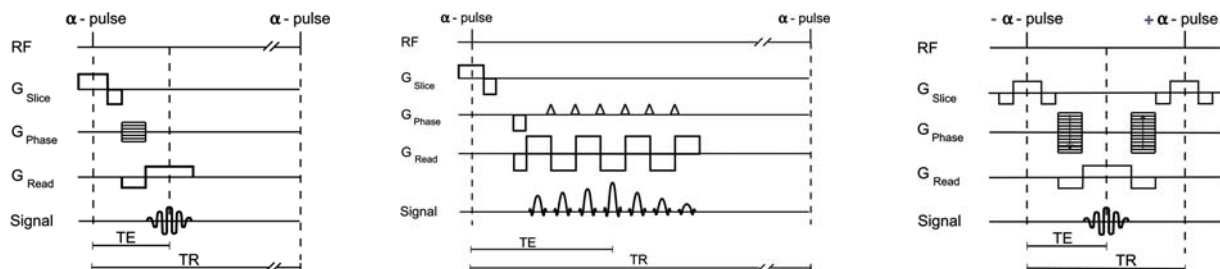 α - pulse α - pulse
RF
G Slice
G Phase
G Read
Signal
TE
TR
α - pulse α - pulse
RF
G Slice
G Phase
G Read
Signal
TE
TR
- α - pulse + α - pulse
RF
G Slice
G Phase
G Read
Signal
TE
TR